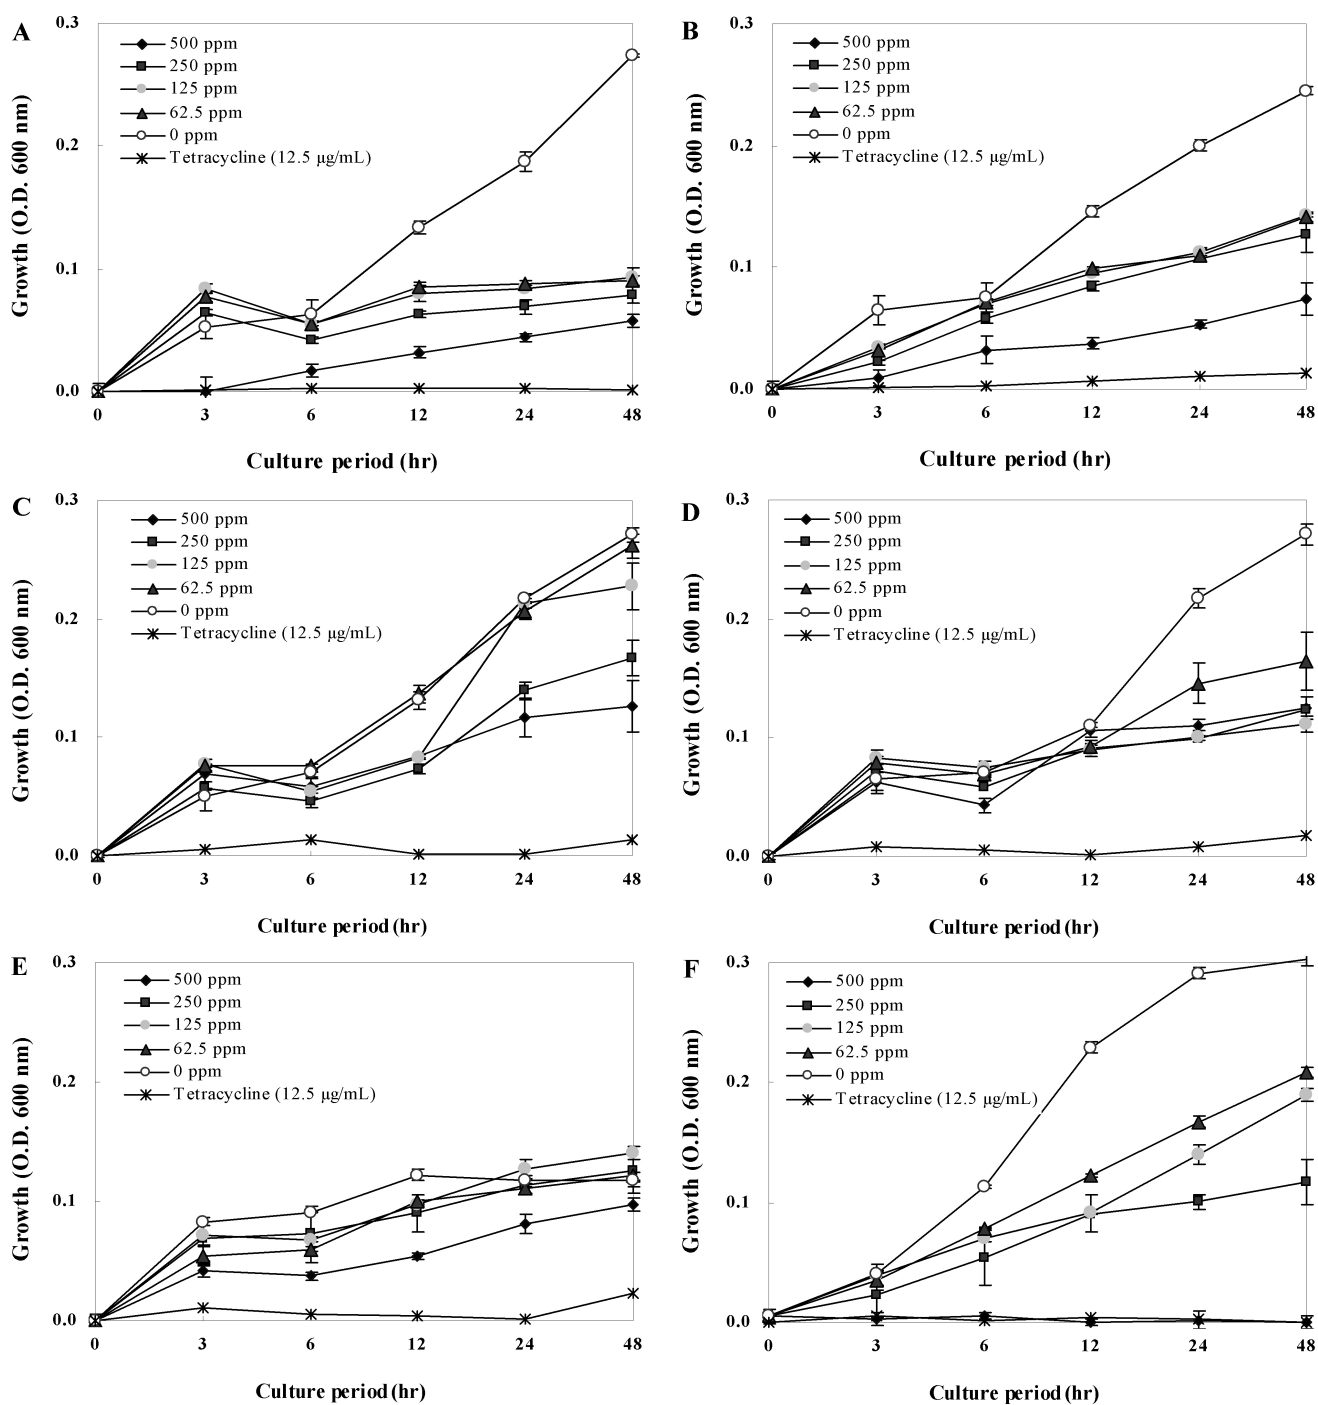 A
Growth (O.D. 600 nm)
0.3
0.2
0.1
0.0
500 ppm
250 ppm
125 ppm
62.5 ppm
0 ppm
Tetracycline (12.5 μg/mL)
0 3 6 12 24 48
Culture period (hr)
B
Growth (O.D. 600 nm)
0.3
0.2
0.1
0.0
500 ppm
250 ppm
125 ppm
62.5 ppm
0 ppm
Tetracycline (12.5 μg/mL)
0 3 6 12 24 48
Culture period (hr)
C
Growth (O.D. 600 nm)
0.3
0.2
0.1
0.0
500 ppm
250 ppm
125 ppm
62.5 ppm
0 ppm
Tetracycline (12.5 μg/mL)
0 3 6 12 24 48
Culture period (hr)
D
Growth (O.D. 600 nm)
0.3
0.2
0.1
0.0
500 ppm
250 ppm
125 ppm
62.5 ppm
0 ppm
Tetracycline (12.5 μg/mL)
0 3 6 12 24 48
Culture period (hr)
E
Growth (O.D. 600 nm)
0.3
0.2
0.1
0.0
500 ppm
250 ppm
125 ppm
62.5 ppm
0 ppm
Tetracycline (12.5 μg/mL)
0 3 6 12 24 48
Culture period (hr)
F
Growth (O.D. 600 nm)
0.3
0.2
0.1
0.0
500 ppm
250 ppm
125 ppm
62.5 ppm
0 ppm
Tetracycline (12.5 μg/mL)
0 3 6 12 24 48
Culture period (hr)